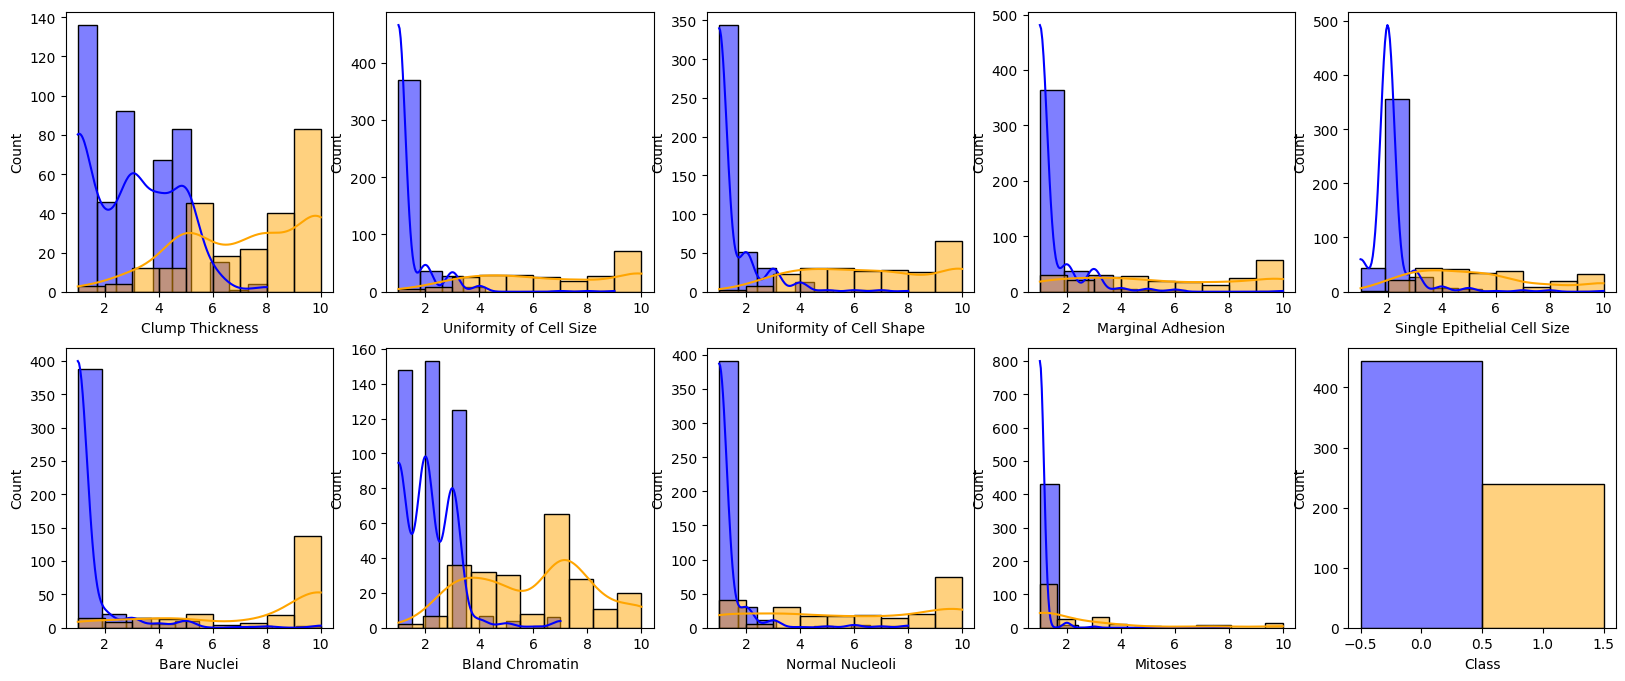 140
120
100
80
60
40
20
0
Count
2 4 6 8 10
Clump Thickness
400
300
200
100
0
Count
2 4 6 8 10
Uniformity of Cell Size
350
300
250
200
150
100
50
0
Count
2 4 6 8 10
Uniformity of Cell Shape
500
400
300
200
100
0
Count
2 4 6 8 10
Marginal Adhesion
500
400
300
200
100
0
Count
2 4 6 8 10
Single Epithelial Cell Size
400
350
300
250
200
150
100
50
0
Count
2 4 6 8 10
Bare Nuclei
160
140
120
100
80
60
40
20
0
Count
2 4 6 8 10
Bland Chromatin
400
350
300
250
200
150
100
50
0
Count
2 4 6 8 10
Normal Nucleoli
800
700
600
500
400
300
200
100
0
Count
2 4 6 8 10
Mitoses
400
300
200
100
0
Count
−0.5 0.0 0.5 1.0 1.5
Class